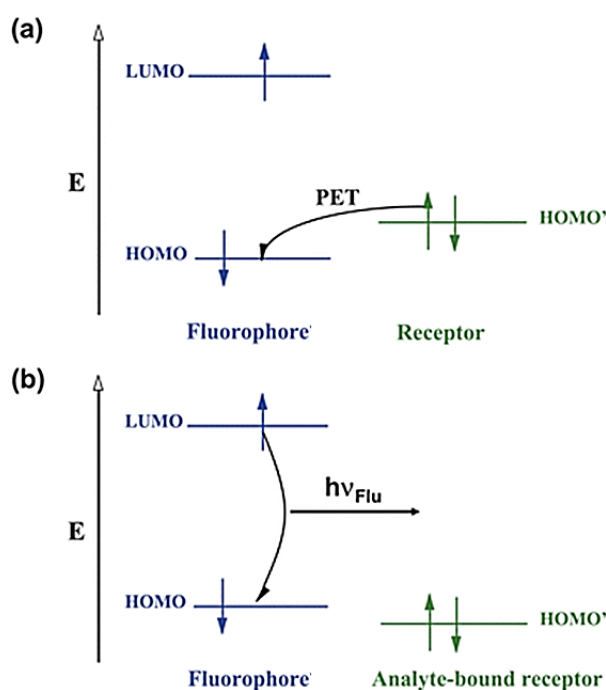 (a)
LUMO
E
PET
HOMO'
HOMO
Fluorophore
Receptor
(b)
LUMO
hνFlu
E
HOMO
HOMO'
Fluorophore
Analyte-bound receptor